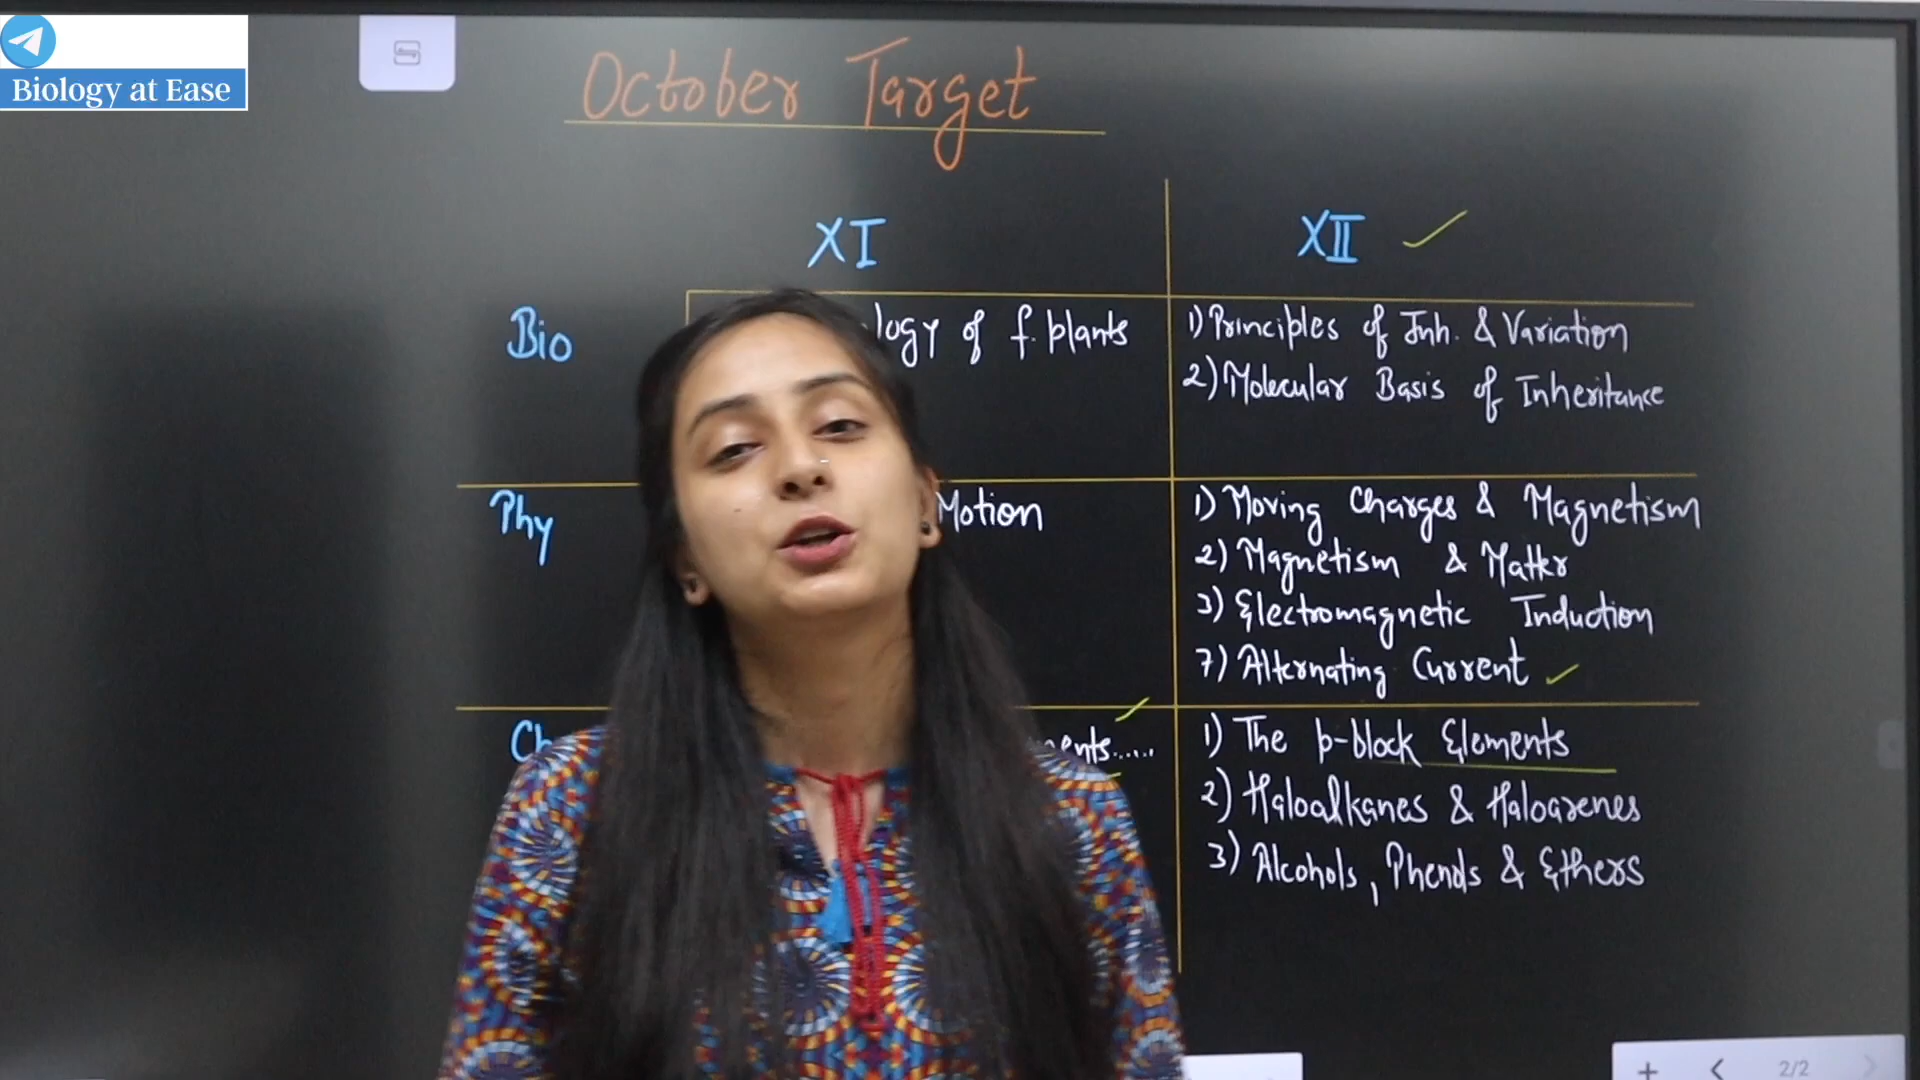 Biology at Ease
October Target
XI
XII
Bio
logy of f. plants
1) Principles of Inh. & Variation
2) Molecular Basis of Inheritance
Phy
Motion
1) Moving Charges & Magnetism
2) Magnetism & Matter
3) Electromagnetic Induction
7) Alternating Current
Ch
ents.....
1) The p-block Elements
2) Haloalkanes & Haloarenes
3) Alcohols, Phenols & Ethers
2/2